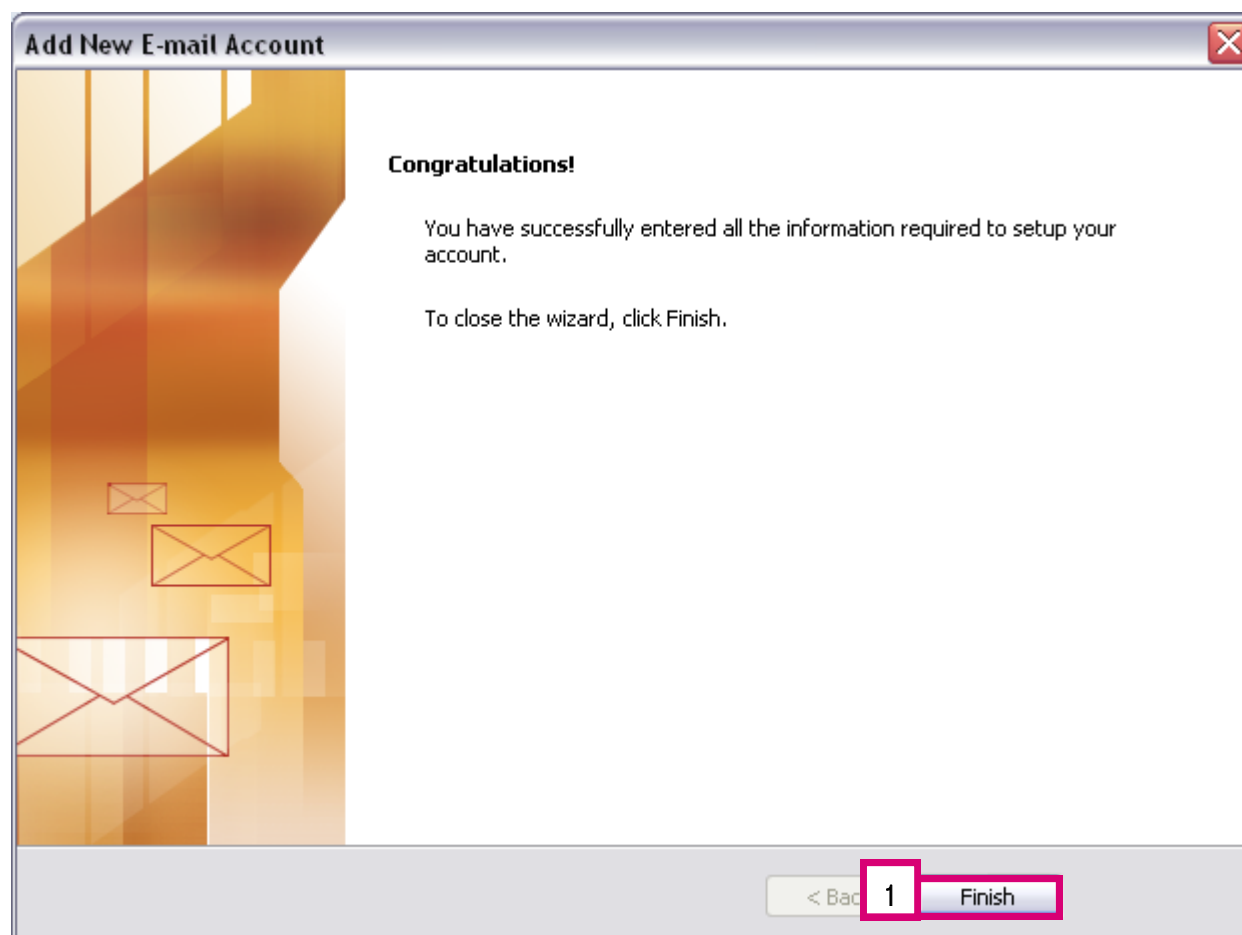 Add New E-mail Account
Congratulations!
You have successfully entered all the information required to setup your
account.
To close the wizard, click Finish.
< Bac
1
Finish